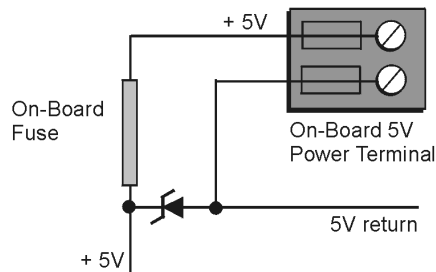 + 5V
On-Board
Fuse
On-Board 5V
Power Terminal
5V return
+ 5V